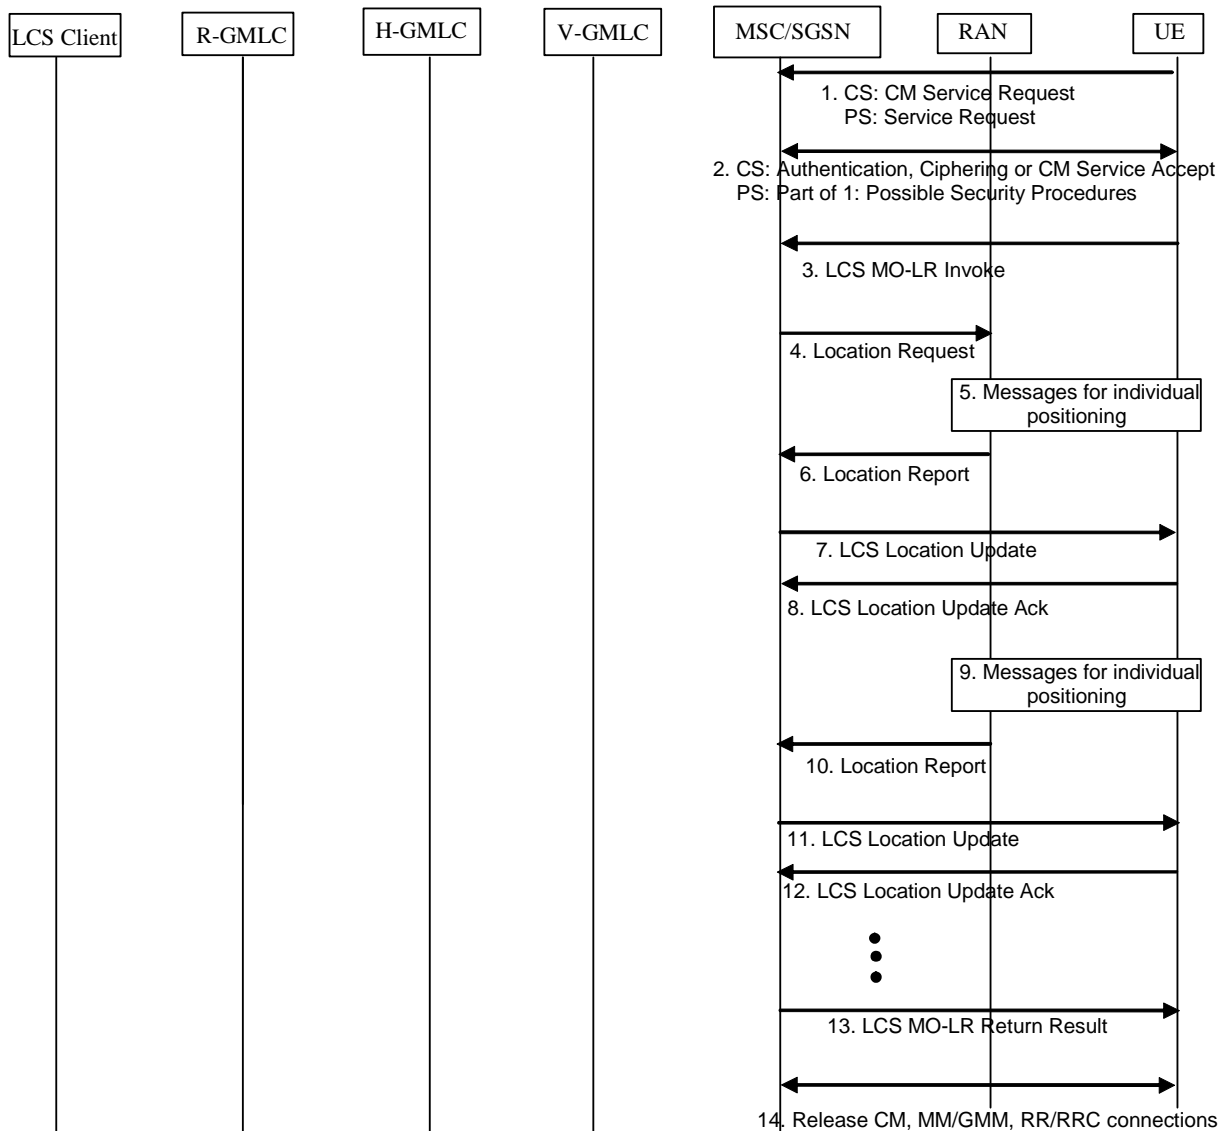 LCS Client
R-GMLC
H-GMLC
V-GMLC
MSC/SGSN
RAN
UE
1. CS: CM Service Request
PS: Service Request
2. CS: Authentication, Ciphering or CM Service Accept
PS: Part of 1: Possible Security Procedures
3. LCS MO-LR Invoke
4. Location Request
5. Messages for individual
positioning
6. Location Report
7. LCS Location Update
8. LCS Location Update Ack
9. Messages for individual
positioning
10. Location Report
11. LCS Location Update
12. LCS Location Update Ack
13. LCS MO-LR Return Result
14. Release CM, MM/GMM, RR/RRC connections